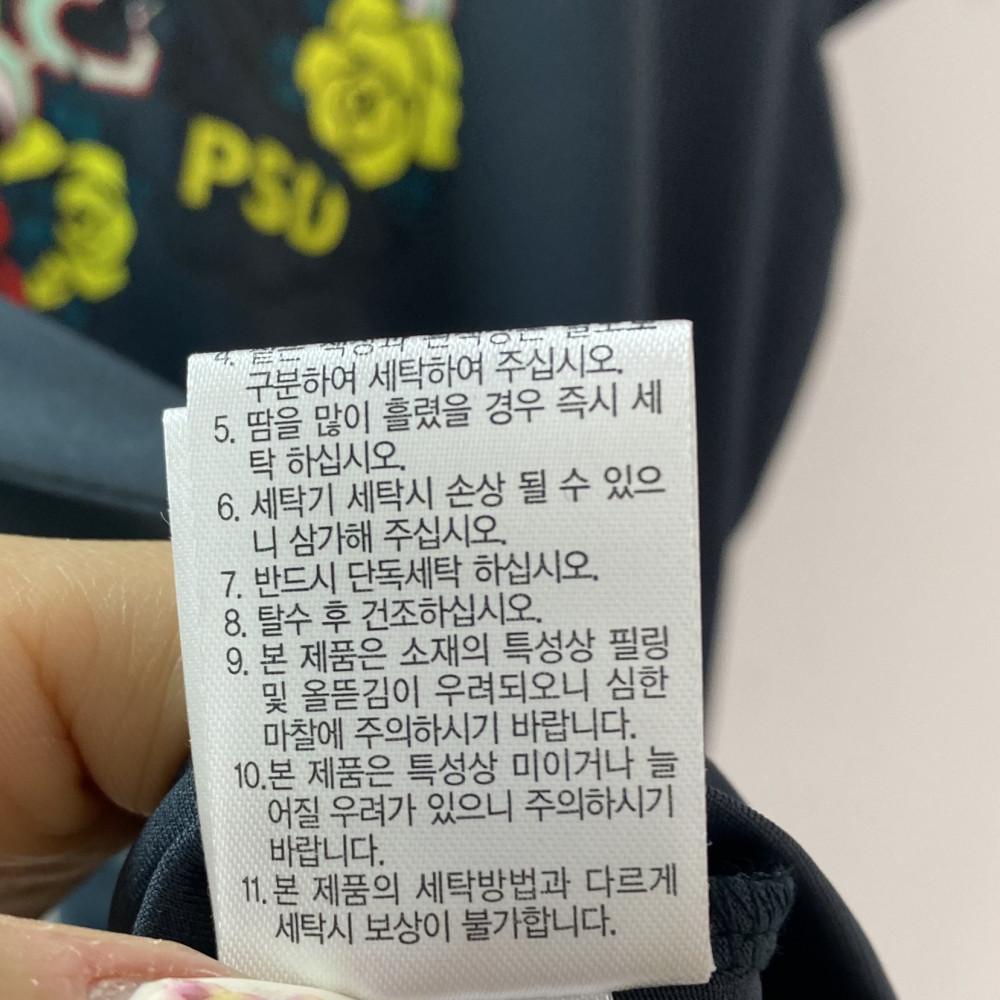 PSU
4.
구분하여 세탁하여 주십시오.
5. 땀을 많이 흘렸을 경우 즉시 세
탁 하십시오.
6. 세탁기 세탁시 손상 될 수 있으
니 삼가해 주십시오.
7. 반드시 단독세탁 하십시오.
8. 탈수 후 건조하십시오.
9. 본 제품은 소재의 특성상 필링
및 올뜯김이 우려되오니 심한
마찰에 주의하시기 바랍니다.
10.본 제품은 특성상 미이거나 늘
어질 우려가 있으니 주의하시기
바랍니다.
11. 본 제품의 세탁방법과 다르게
세탁시 보상이 불가합니다.